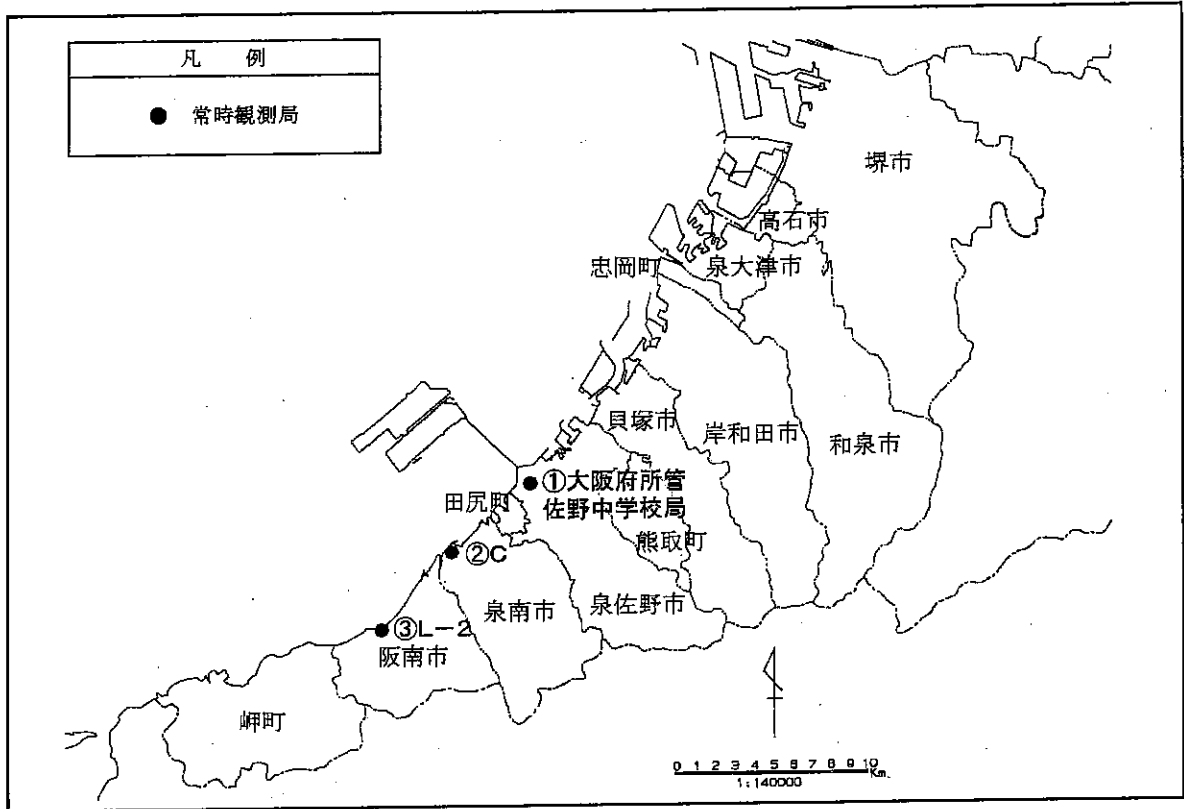 凡 例
● 常時観測局
堺市
高石市
忠岡町
泉大津市
貝塚市
岸和田市
和泉市
①大阪府所管
佐野中学校局
田尻町
熊取町
②C
泉南市
泉佐野市
③L-2
阪南市
岬町
0 1 2 3 4 5 6 7 8 9 10 Km.
1:140000